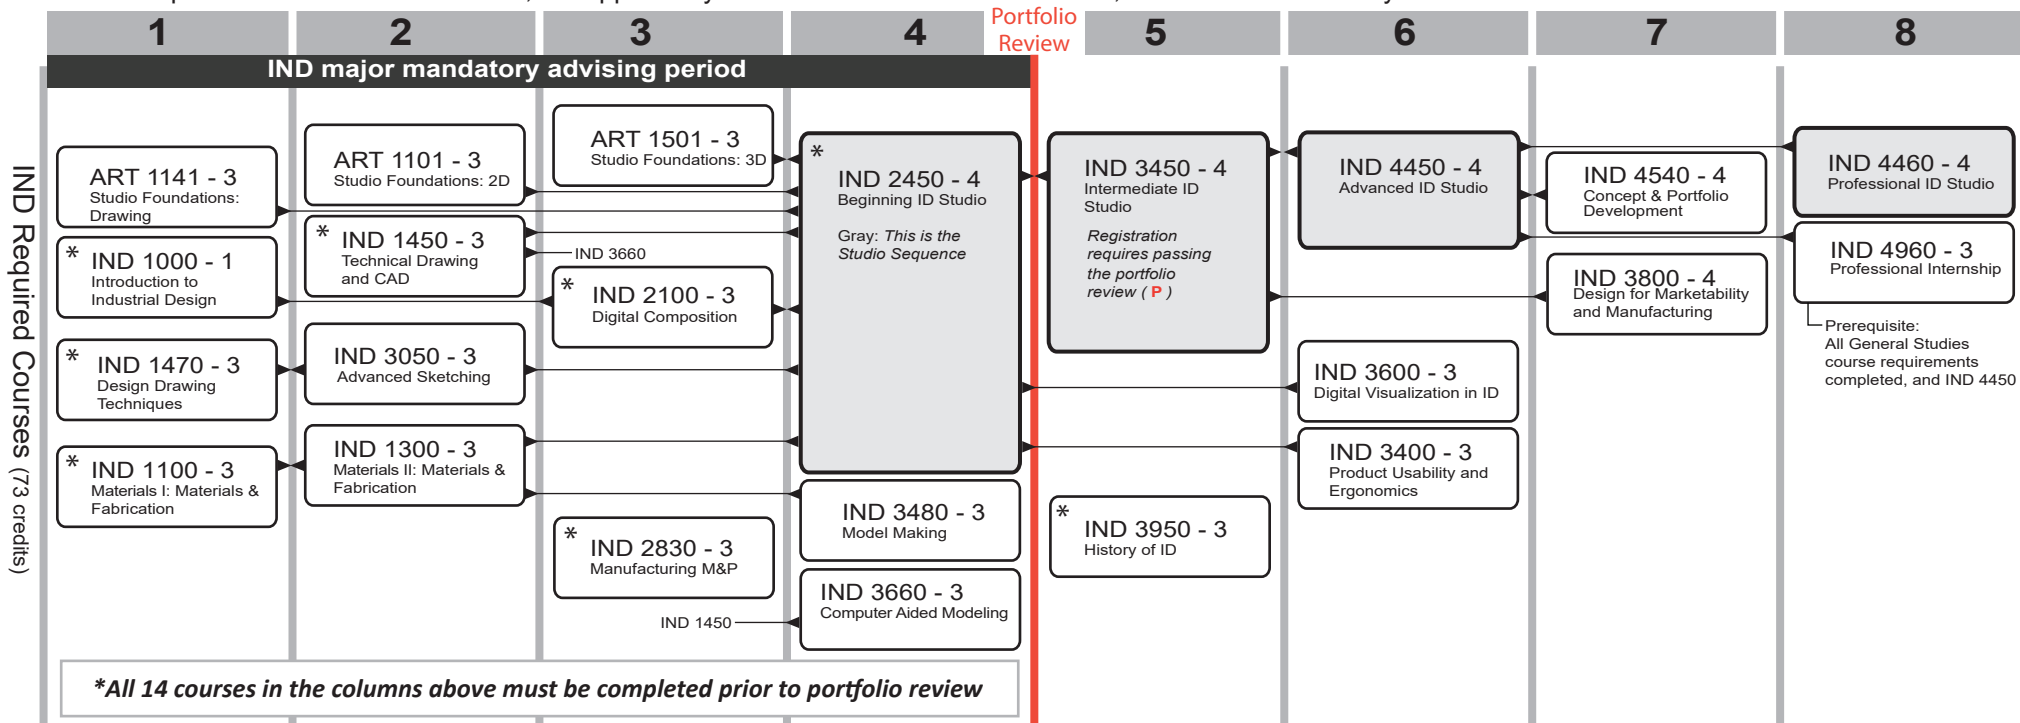 1
2
3
4
Portfolio
Review
5
6
7
8
IND major mandatory advising period
IND Required Courses (73 credits)
ART 1141 - 3
Studio Foundations:
Drawing
* IND 1000 - 1
Introduction to
Industrial Design
* IND 1470 - 3
Design Drawing
Techniques
* IND 1100 - 3
Materials I: Materials &
Fabrication
ART 1101 - 3
Studio Foundations: 2D
* IND 1450 - 3
Technical Drawing
and CAD
IND 3660
IND 3050 - 3
Advanced Sketching
IND 1300 - 3
Materials II: Materials &
Fabrication
ART 1501 - 3
Studio Foundations: 3D
* IND 2100 - 3
Digital Composition
* IND 2830 - 3
Manufacturing M&P
IND 1450
*
IND 2450 - 4
Beginning ID Studio
Gray: This is the
Studio Sequence
IND 3480 - 3
Model Making
IND 3660 - 3
Computer Aided Modeling
IND 3450 - 4
Intermediate ID
Studio
Registration
requires passing
the portfolio
review ( P )
* IND 3950 - 3
History of ID
IND 4450 - 4
Advanced ID Studio
IND 3600 - 3
Digital Visualization in ID
IND 3400 - 3
Product Usability and
Ergonomics
IND 4540 - 4
Concept & Portfolio
Development
IND 3800 - 4
Design for Marketability
and Manufacturing
IND 4460 - 4
Professional ID Studio
IND 4960 - 3
Professional Internship
Prerequisite:
All General Studies
course requirements
completed, and IND 4450
*All 14 courses in the columns above must be completed prior to portfolio review